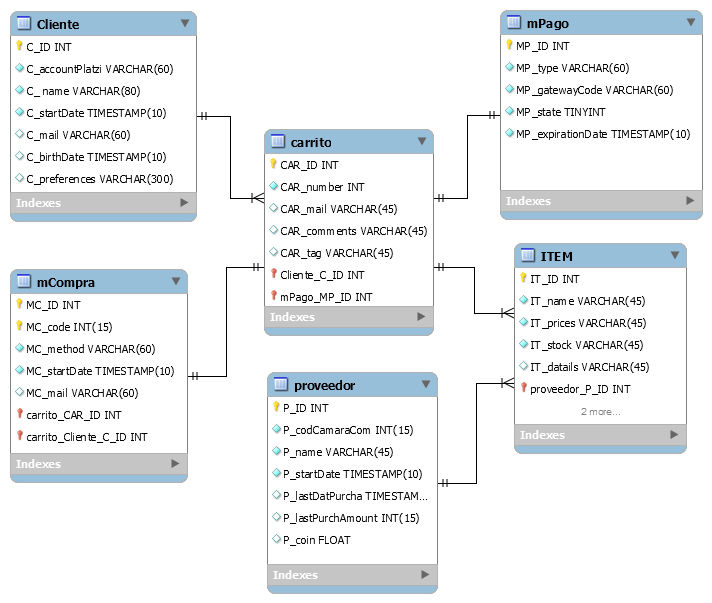 Cliente
C_ID INT
C_accountPlatzi VARCHAR(60)
C_ name VARCHAR(80)
C_startDate TIMESTAMP(10)
C_mail VARCHAR(60)
C_birthDate TIMESTAMP(10)
C_preferences VARCHAR(300)
Indexes
mPago
MP_ID INT
MP_type VARCHAR(60)
MP_gatewayCode VARCHAR(60)
MP_state TINYINT
MP_expirationDate TIMESTAMP(10)
Indexes
carrito
CAR_ID INT
CAR_number INT
CAR_mail VARCHAR(45)
CAR_comments VARCHAR(45)
CAR_tag VARCHAR(45)
Cliente_C_ID INT
mPago_MP_ID INT
Indexes
mCompra
MC_ID INT
MC_code INT(15)
MC_method VARCHAR(60)
MC_startDate TIMESTAMP(10)
MC_mail VARCHAR(60)
carrito_CAR_ID INT
carrito_Cliente_C_ID INT
Indexes
ITEM
IT_ID INT
IT_name VARCHAR(45)
IT_prices VARCHAR(45)
IT_stock VARCHAR(45)
IT_datails VARCHAR(45)
proveedor_P_ID INT
2 more...
Indexes
proveedor
P_ID INT
P_codCamaraCom INT(15)
P_name VARCHAR(45)
P_startDate TIMESTAMP(10)
P_lastDatPurcha TIMESTAM...
P_lastPurchAmount INT(15)
P_coin FLOAT
Indexes